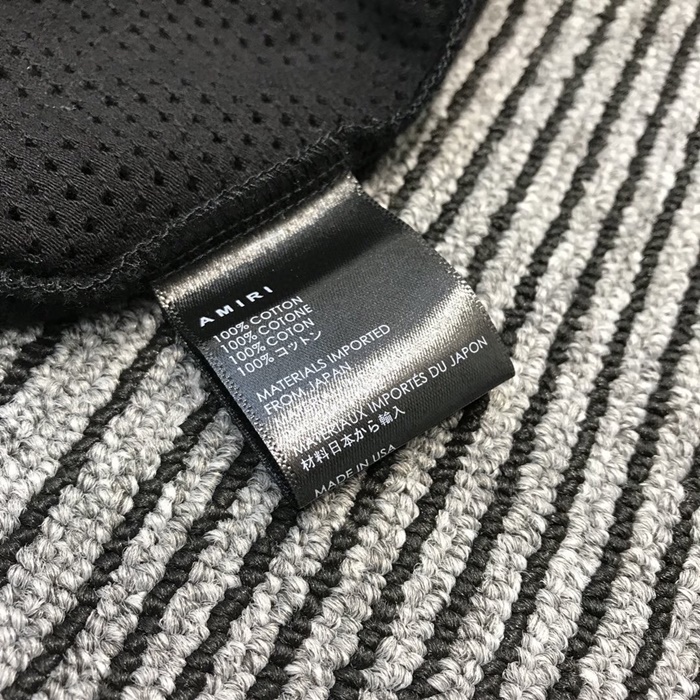 AMIRI
100% COTTON
100% COTONE
100% COTON
100% コットン
MATERIALS IMPORTED
FROM JAPAN
MATERIAUX IMPORTÉS DU JAPON
材料日本から輸入
MADE IN USA